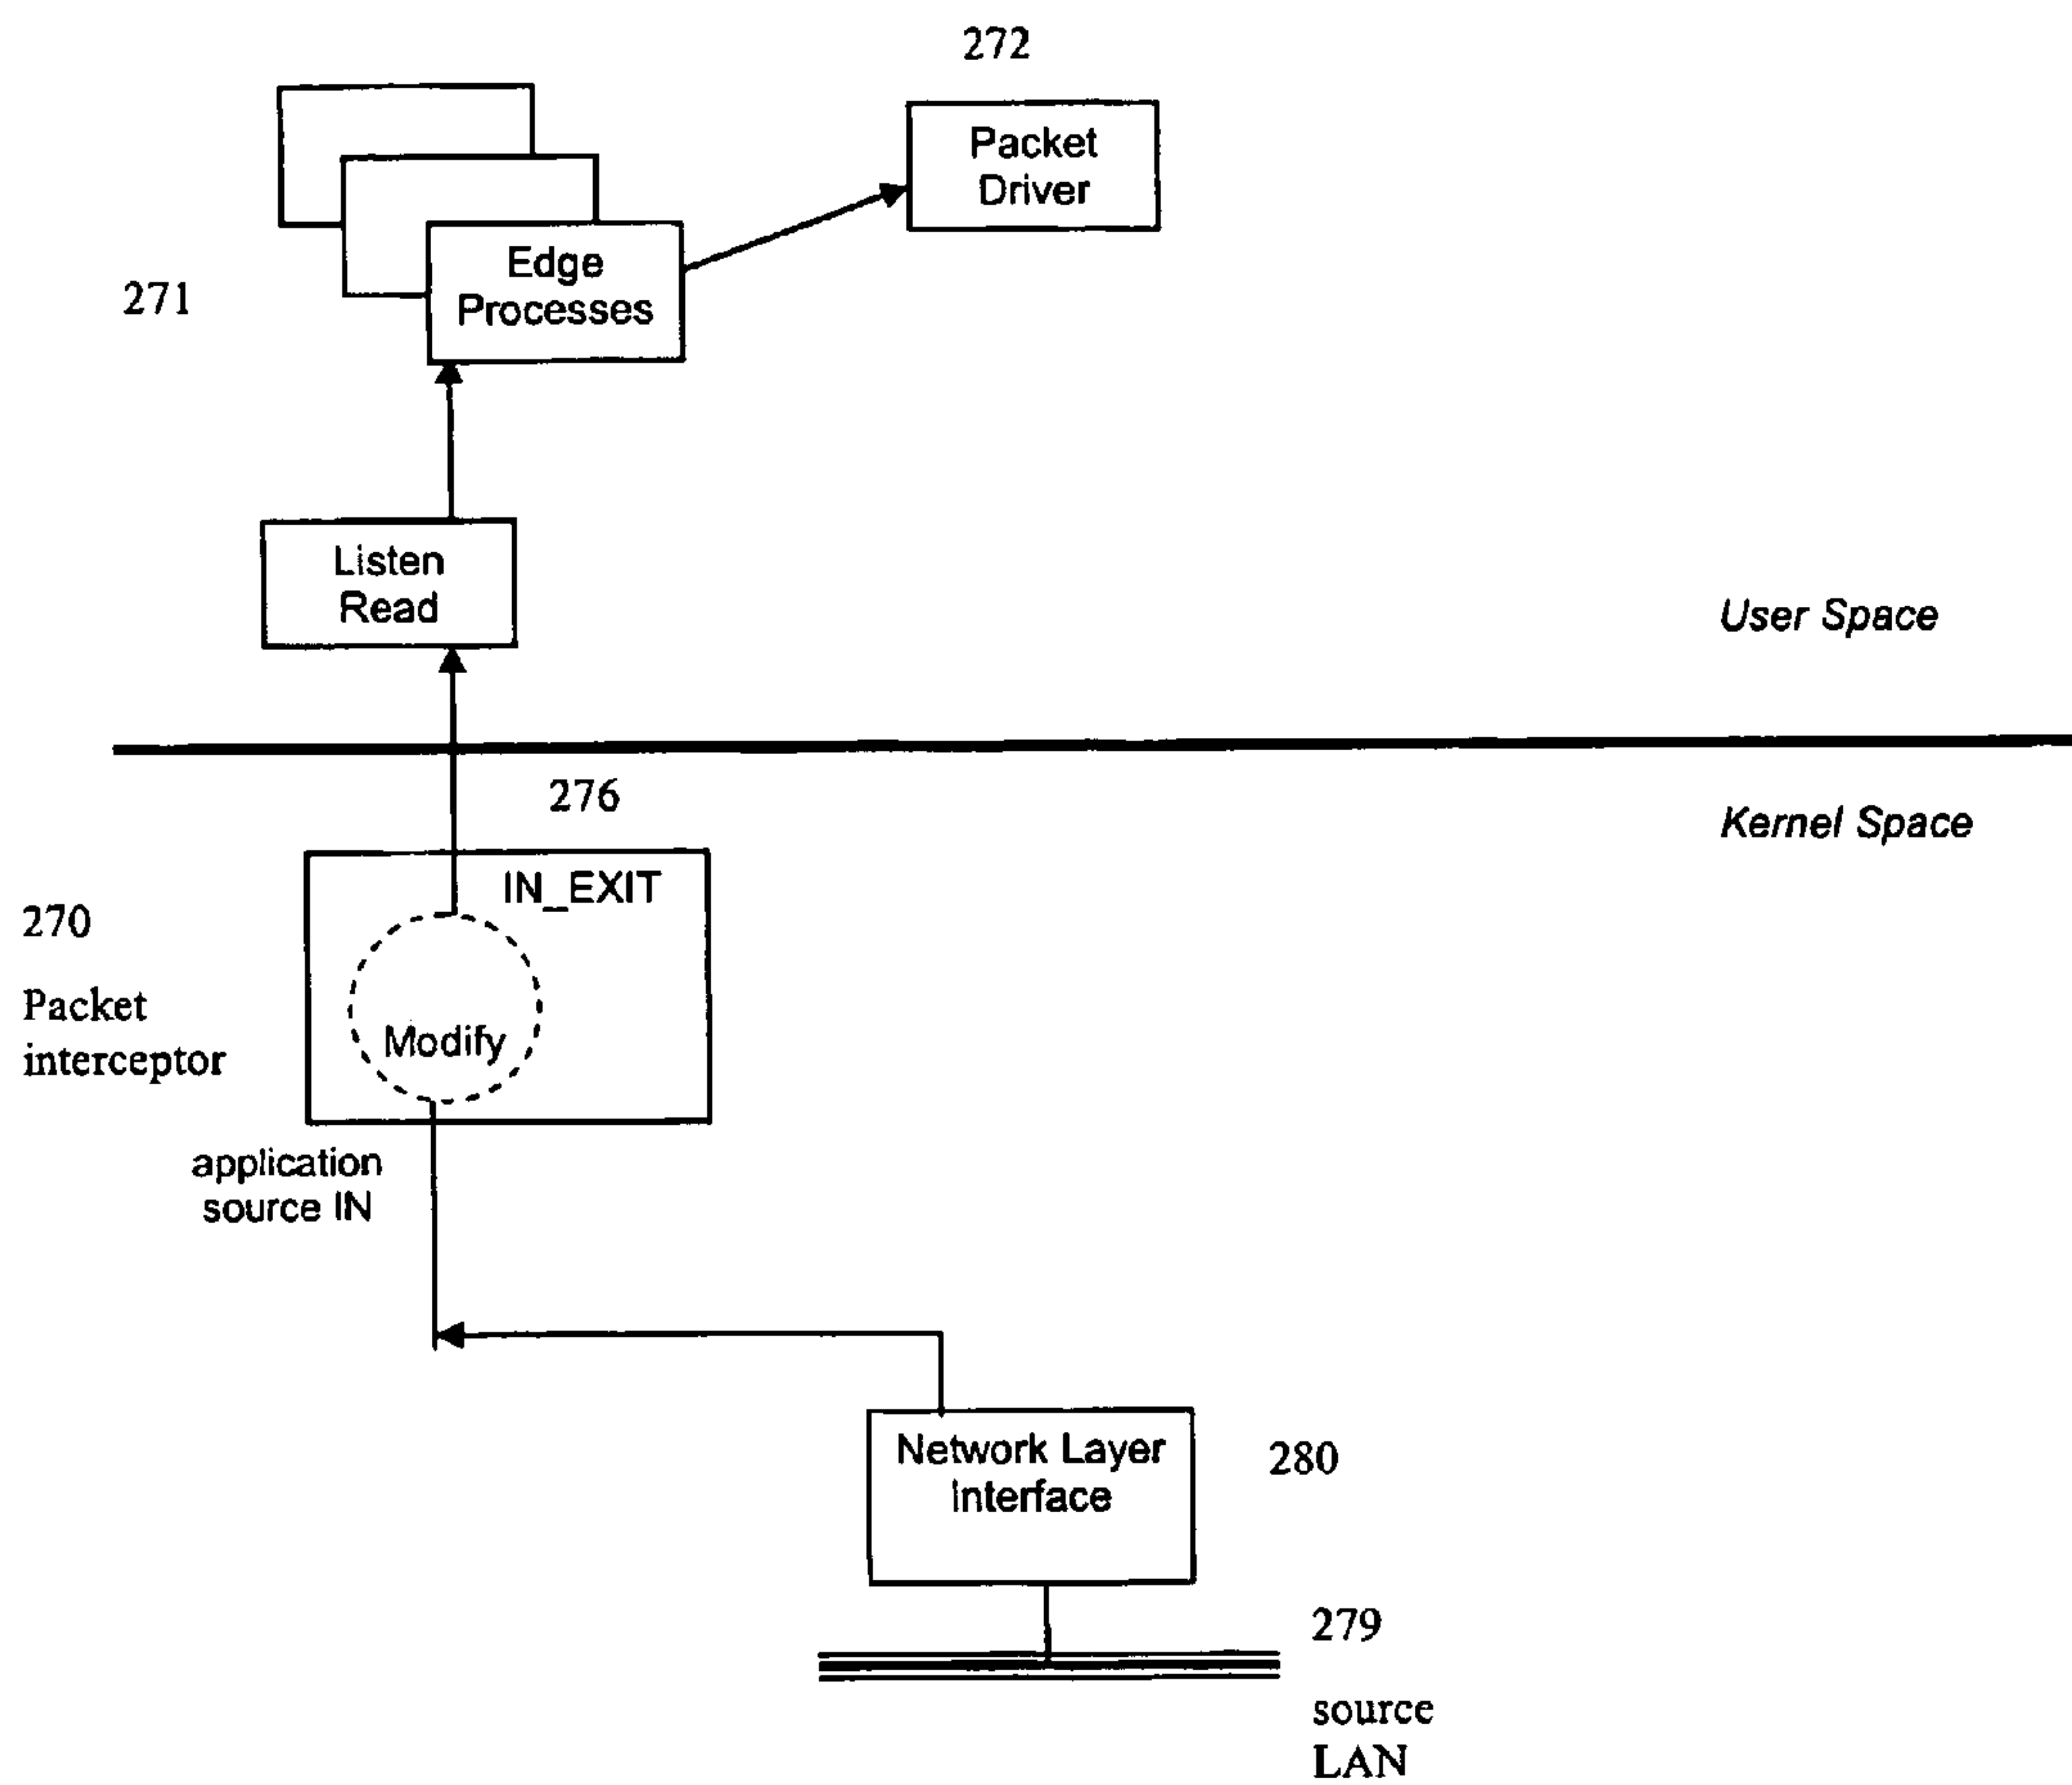 272
Packet
Driver
Edge
Processes
271
Listen
Read
User Space
276
Kernel Space
IN_EXIT
270
Packet
interceptor
Modify
application
source IN
Network Layer
Interface
280
279
source
LAN